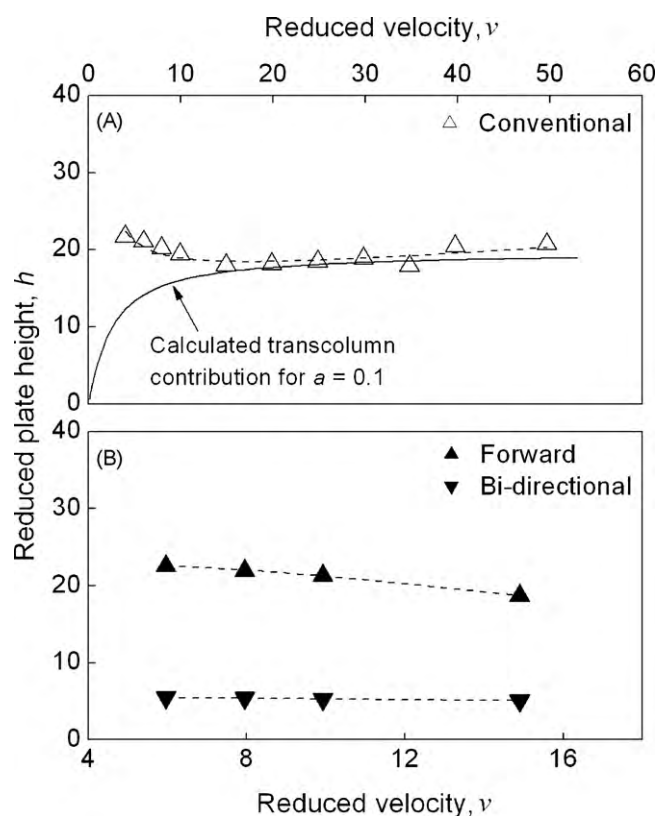 Reduced velocity, v
0 10 20 30 40 50 60
40
(A)
△ Conventional
30
20
10
Calculated transcolumn
contribution for a = 0.1
0
Reduced plate height, h
40
(B)
▲ Forward
▼ Bi-directional
30
20
10
0
4 8 12 16
Reduced velocity, v